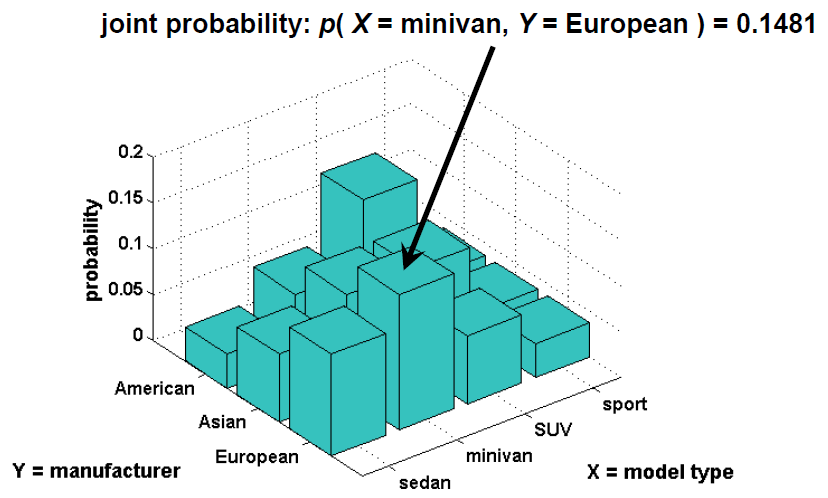 joint probability: p( X = minivan, Y = European ) = 0.1481
0.2
0.15
0.1
0.05
0
probability
American
Asian
European
sport
SUV
minivan
sedan
Y = manufacturer
X = model type